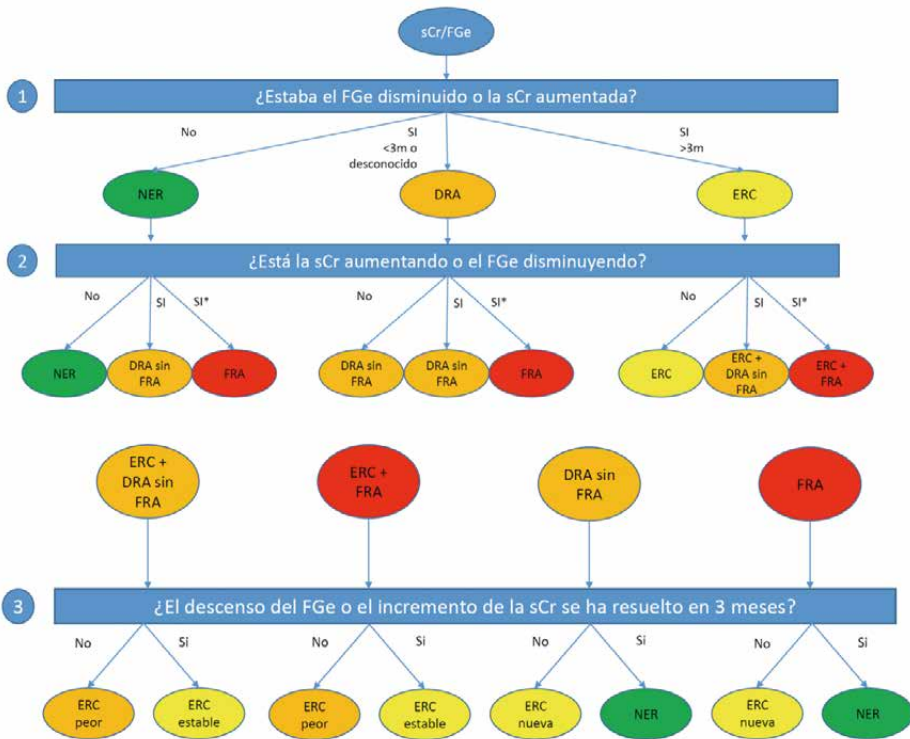 sCr/FGe
1
¿Estaba el FGe disminuido o la sCr aumentada?
No
SI
<3m o
desconocido
SI
>3m
NER
DRA
ERC
2
¿Está la sCr aumentando o el FGe disminuyendo?
No
SI
SI*
No
SI
SI*
No
SI
SI*
NER
DRA sin
FRA
FRA
DRA sin
FRA
DRA sin
FRA
FRA
ERC
ERC +
DRA sin
FRA
ERC +
FRA
ERC +
DRA sin
FRA
ERC +
FRA
DRA sin
FRA
FRA
3
¿El descenso del FGe o el incremento de la sCr se ha resuelto en 3 meses?
No
Si
No
Si
No
Si
No
Si
ERC
peor
ERC
estable
ERC
peor
ERC
estable
ERC
nueva
NER
ERC
nueva
NER